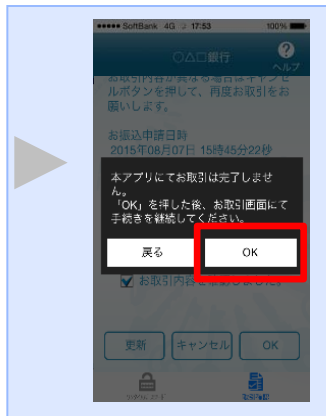 ●●●●● SoftBank 4G 17:53 100%
○△□銀行
?
ヘルプ
お取引内容が異なる場合はキャンセ
ルボタンを押して、再度お取引をお
願いします。
お振込申請日時
2015年08月07日 15時45分22秒
本アプリにてお取引は完了しませ
ん。
「OK」を押した後、お取引画面にて
手続きを継続してください。
戻る OK
お取引内容を確認しました。
更新 キャンセル OK